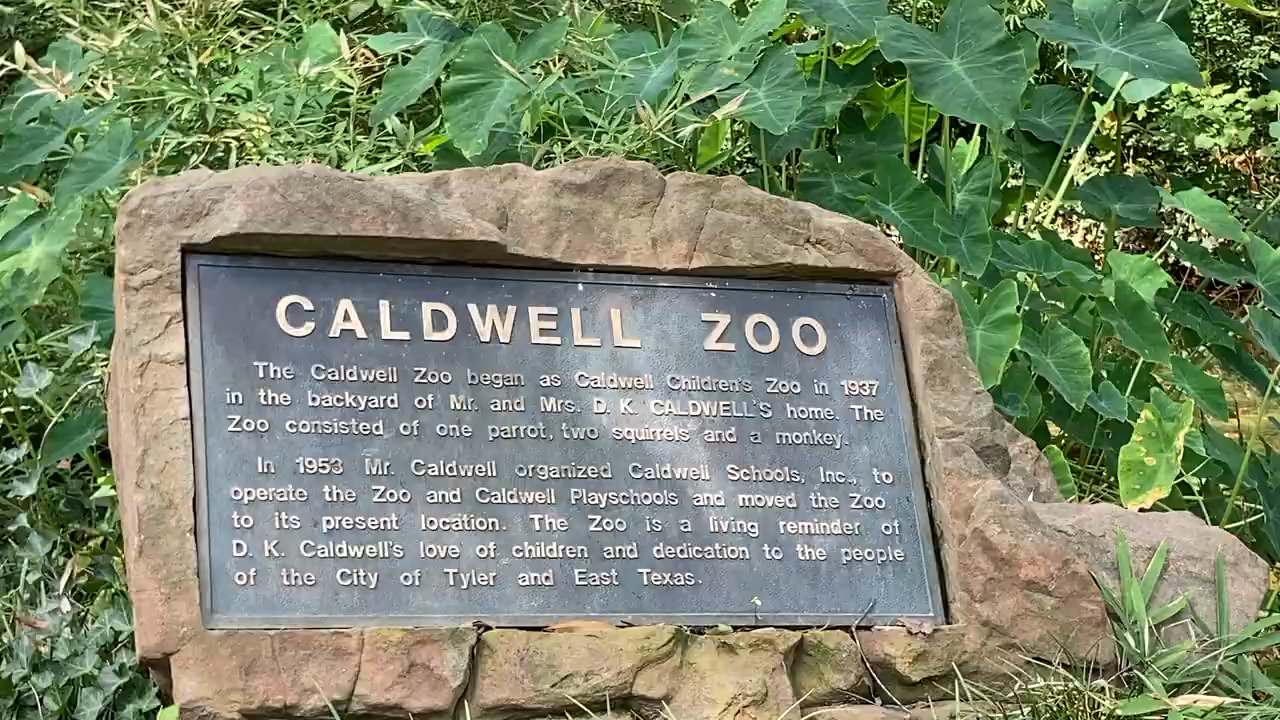 CALDWELL ZOO
The Caldwell Zoo began as Caldwell Children's Zoo in 1937
in the backyard of Mr. and Mrs. D. K. CALDWELL'S home. The
Zoo consisted of one parrot, two squirrels and a monkey.
In 1953 Mr. Caldwell organized Caldwell Schools, Inc., to
operate the Zoo and Caldwell Playschools and moved the Zoo
to its present location. The Zoo is a living reminder of
D. K. Caldwell's love of children and dedication to the people
of the City of Tyler and East Texas.